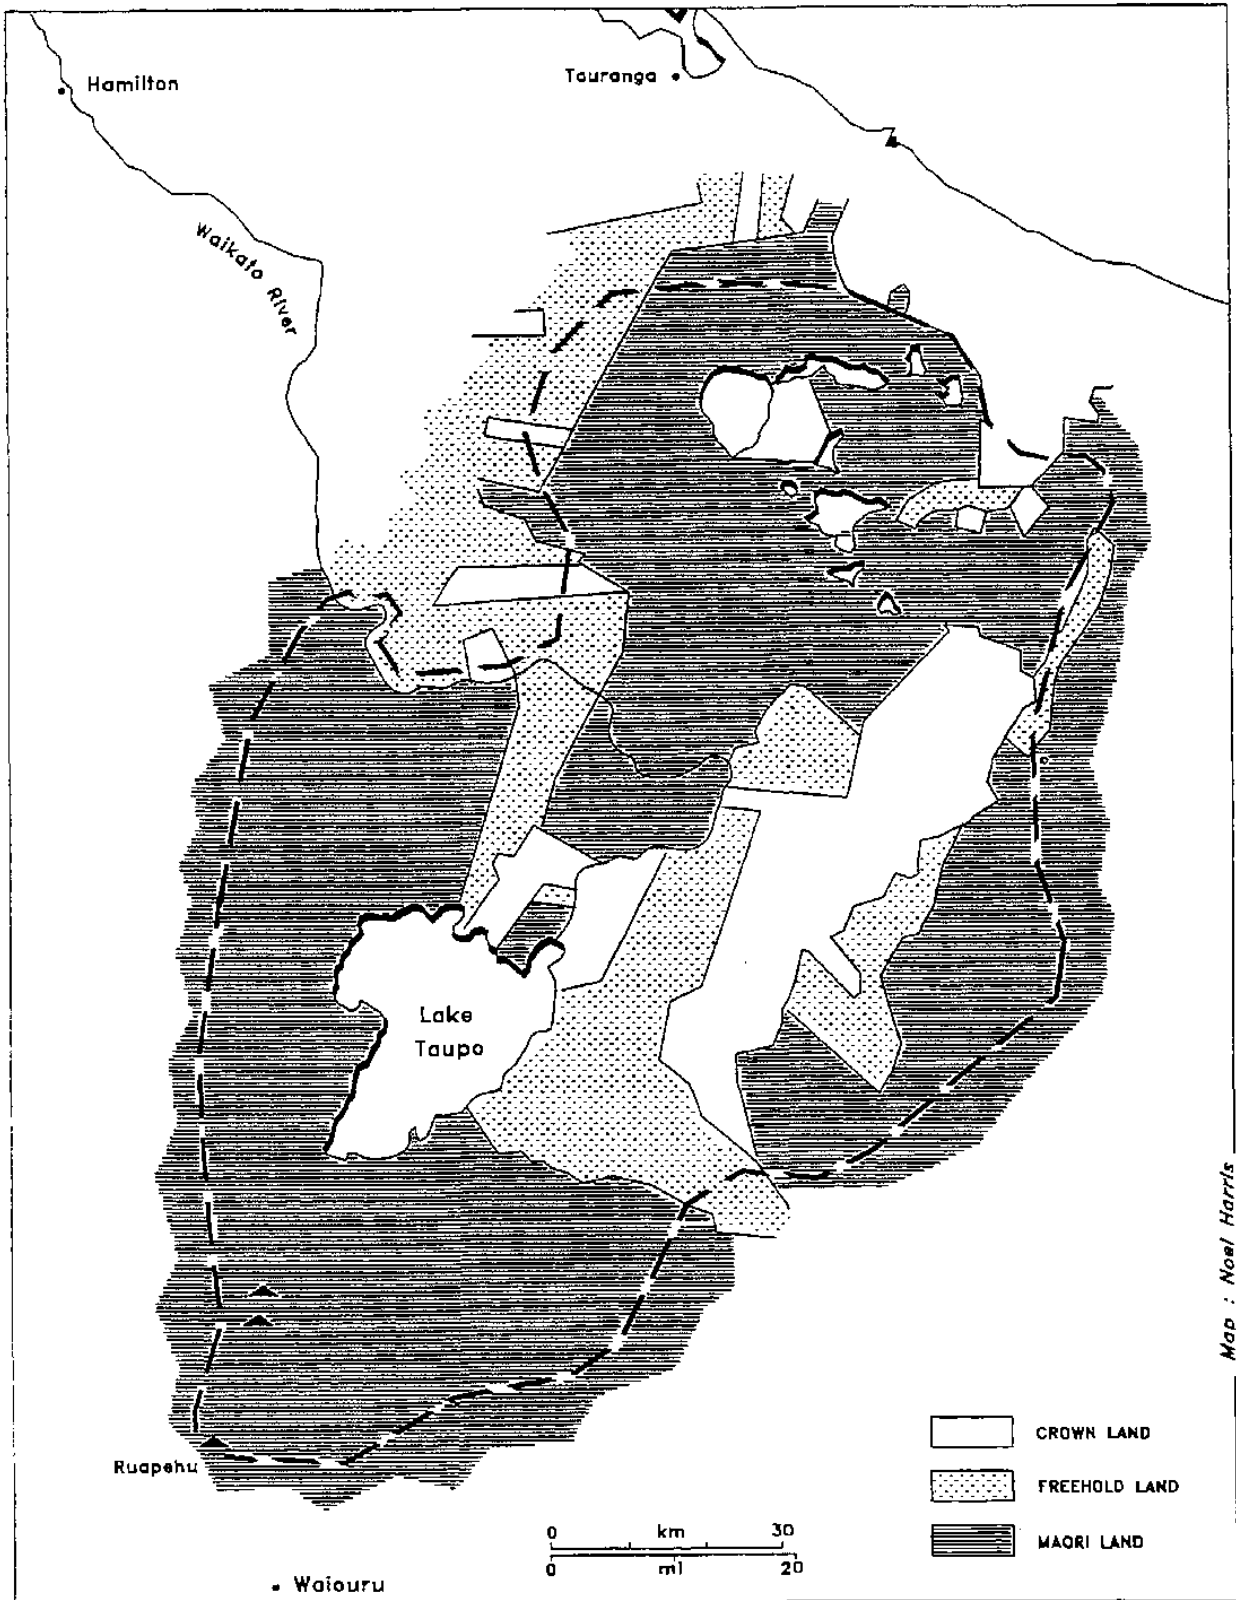 Hamilton
Tauranga
Waikato River
Lake
Taupo
Ruapehu
Waiouru
0 km 30
0 mi 20
CROWN LAND
FREEHOLD LAND
MAORI LAND
Map : Noel Harris